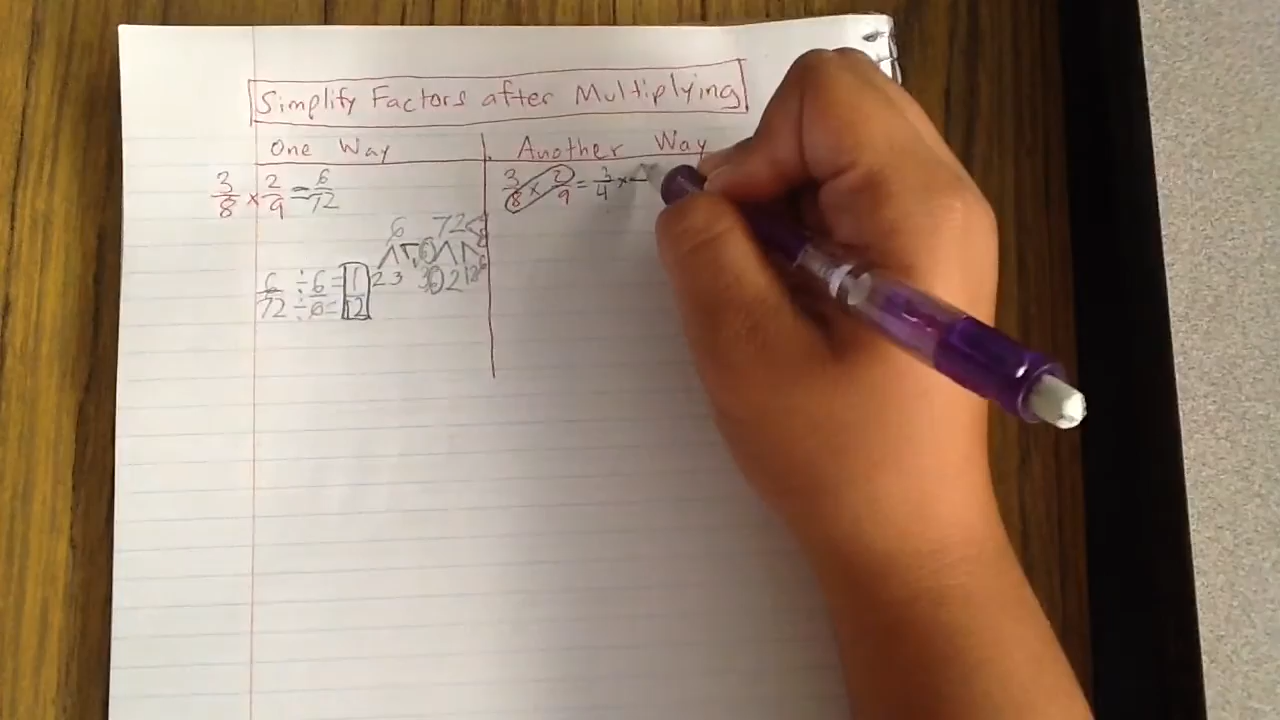 Simplify Factors after Multiplying
One Way
3/8 × 2/9 = 6/72
6 72
2 3
6/72 ÷ 6/6 = 1/12
Another Way
3/8 × 2/9 = 3/4 ×